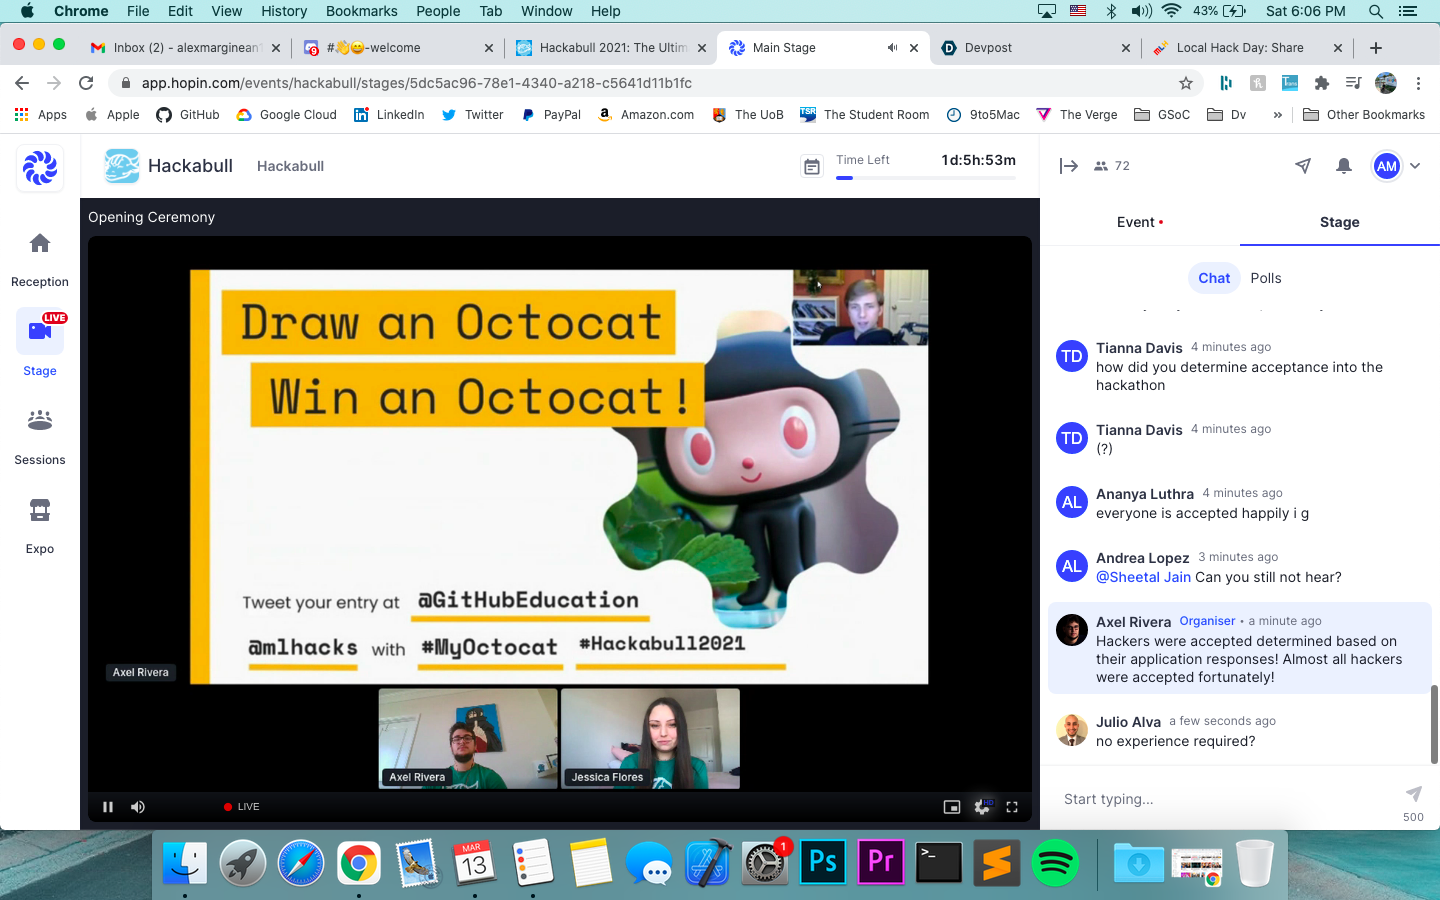 Chrome File Edit View History Bookmarks People Tab Window Help 43% Sat 6:06 PM
Inbox (2) - alexmarginean
#👋😄-welcome
Hackabull 2021: The Ultim
Main Stage
Devpost
Local Hack Day: Share
app.hopin.com/events/hackabull/stages/5dc5ac96-78e1-4340-a218-c5641d11b1fc
Apps Apple GitHub Google Cloud LinkedIn Twitter PayPal Amazon.com The UoB The Student Room 9to5Mac The Verge GSoC Dv » Other Bookmarks
Hackabull Hackabull
Time Left 1d:5h:53m
72
AM
Reception
LIVE
Stage
Sessions
Expo
Opening Ceremony
Draw an Octocat
Win an Octocat!
Tweet your entry at @GitHubEducation
@mlhacks with #MyOctocat #Hackabull2021
Axel Rivera
Axel Rivera
Jessica Flores
LIVE
HD
Event
Stage
Chat
Polls
TD
Tianna Davis 4 minutes ago
how did you determine acceptance into the
hackathon
TD
Tianna Davis 4 minutes ago
(?)
AL
Ananya Luthra 4 minutes ago
everyone is accepted happily i g
AL
Andrea Lopez 3 minutes ago
@Sheetal Jain Can you still not hear?
Axel Rivera Organiser • a minute ago
Hackers were accepted determined based on
their application responses! Almost all hackers
were accepted fortunately!
Julio Alva a few seconds ago
no experience required?
Start typing...
500
MAR
13
1
Ps
Pr
>_